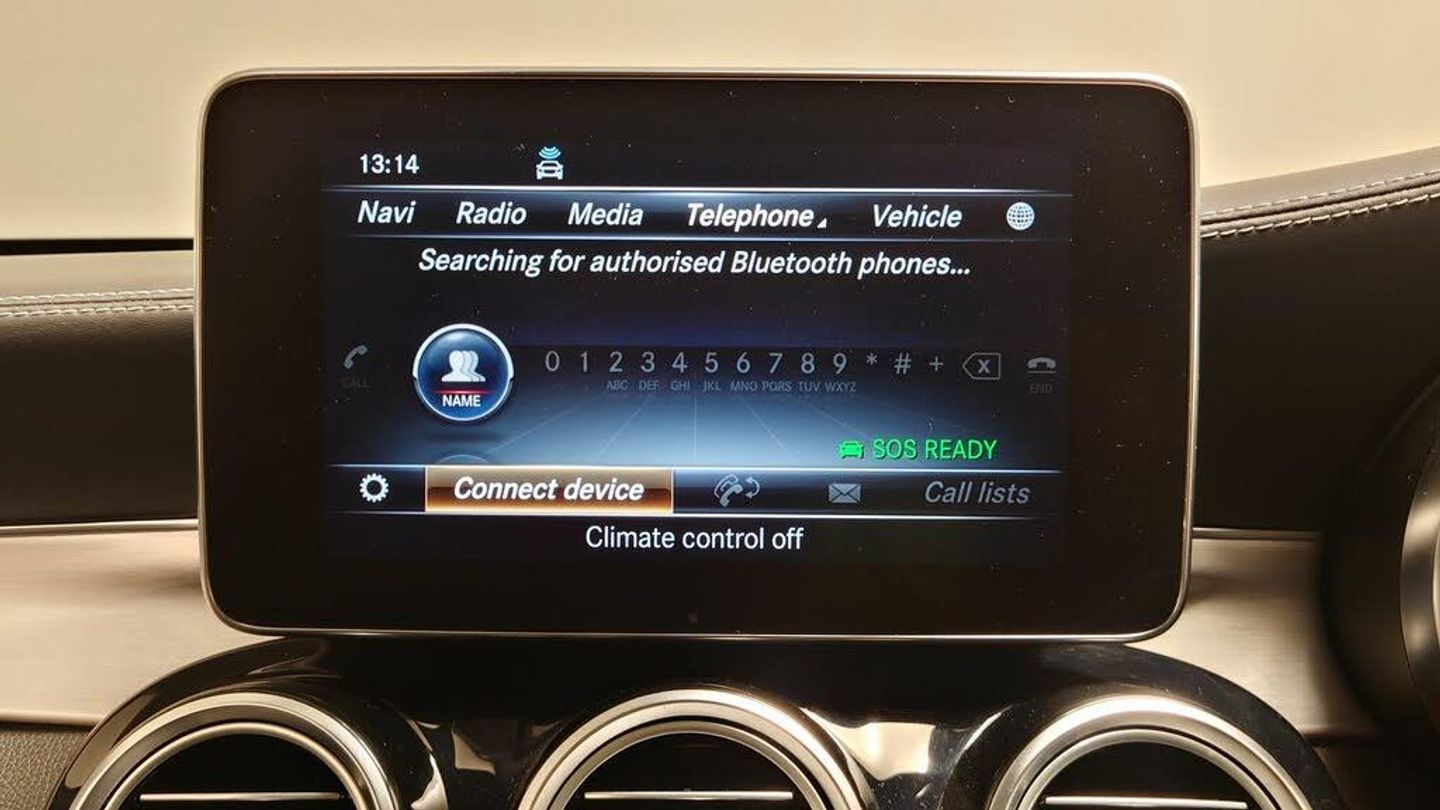 13:14
Navi Radio Media Telephone Vehicle
Searching for authorised Bluetooth phones...
0 1 2 3 4 5 6 7 8 9 * # + X
CALL ABC DEF GHI JKL MNO PQRS TUV WXYZ END
NAME
SOS READY
Connect device Call lists
Climate control off